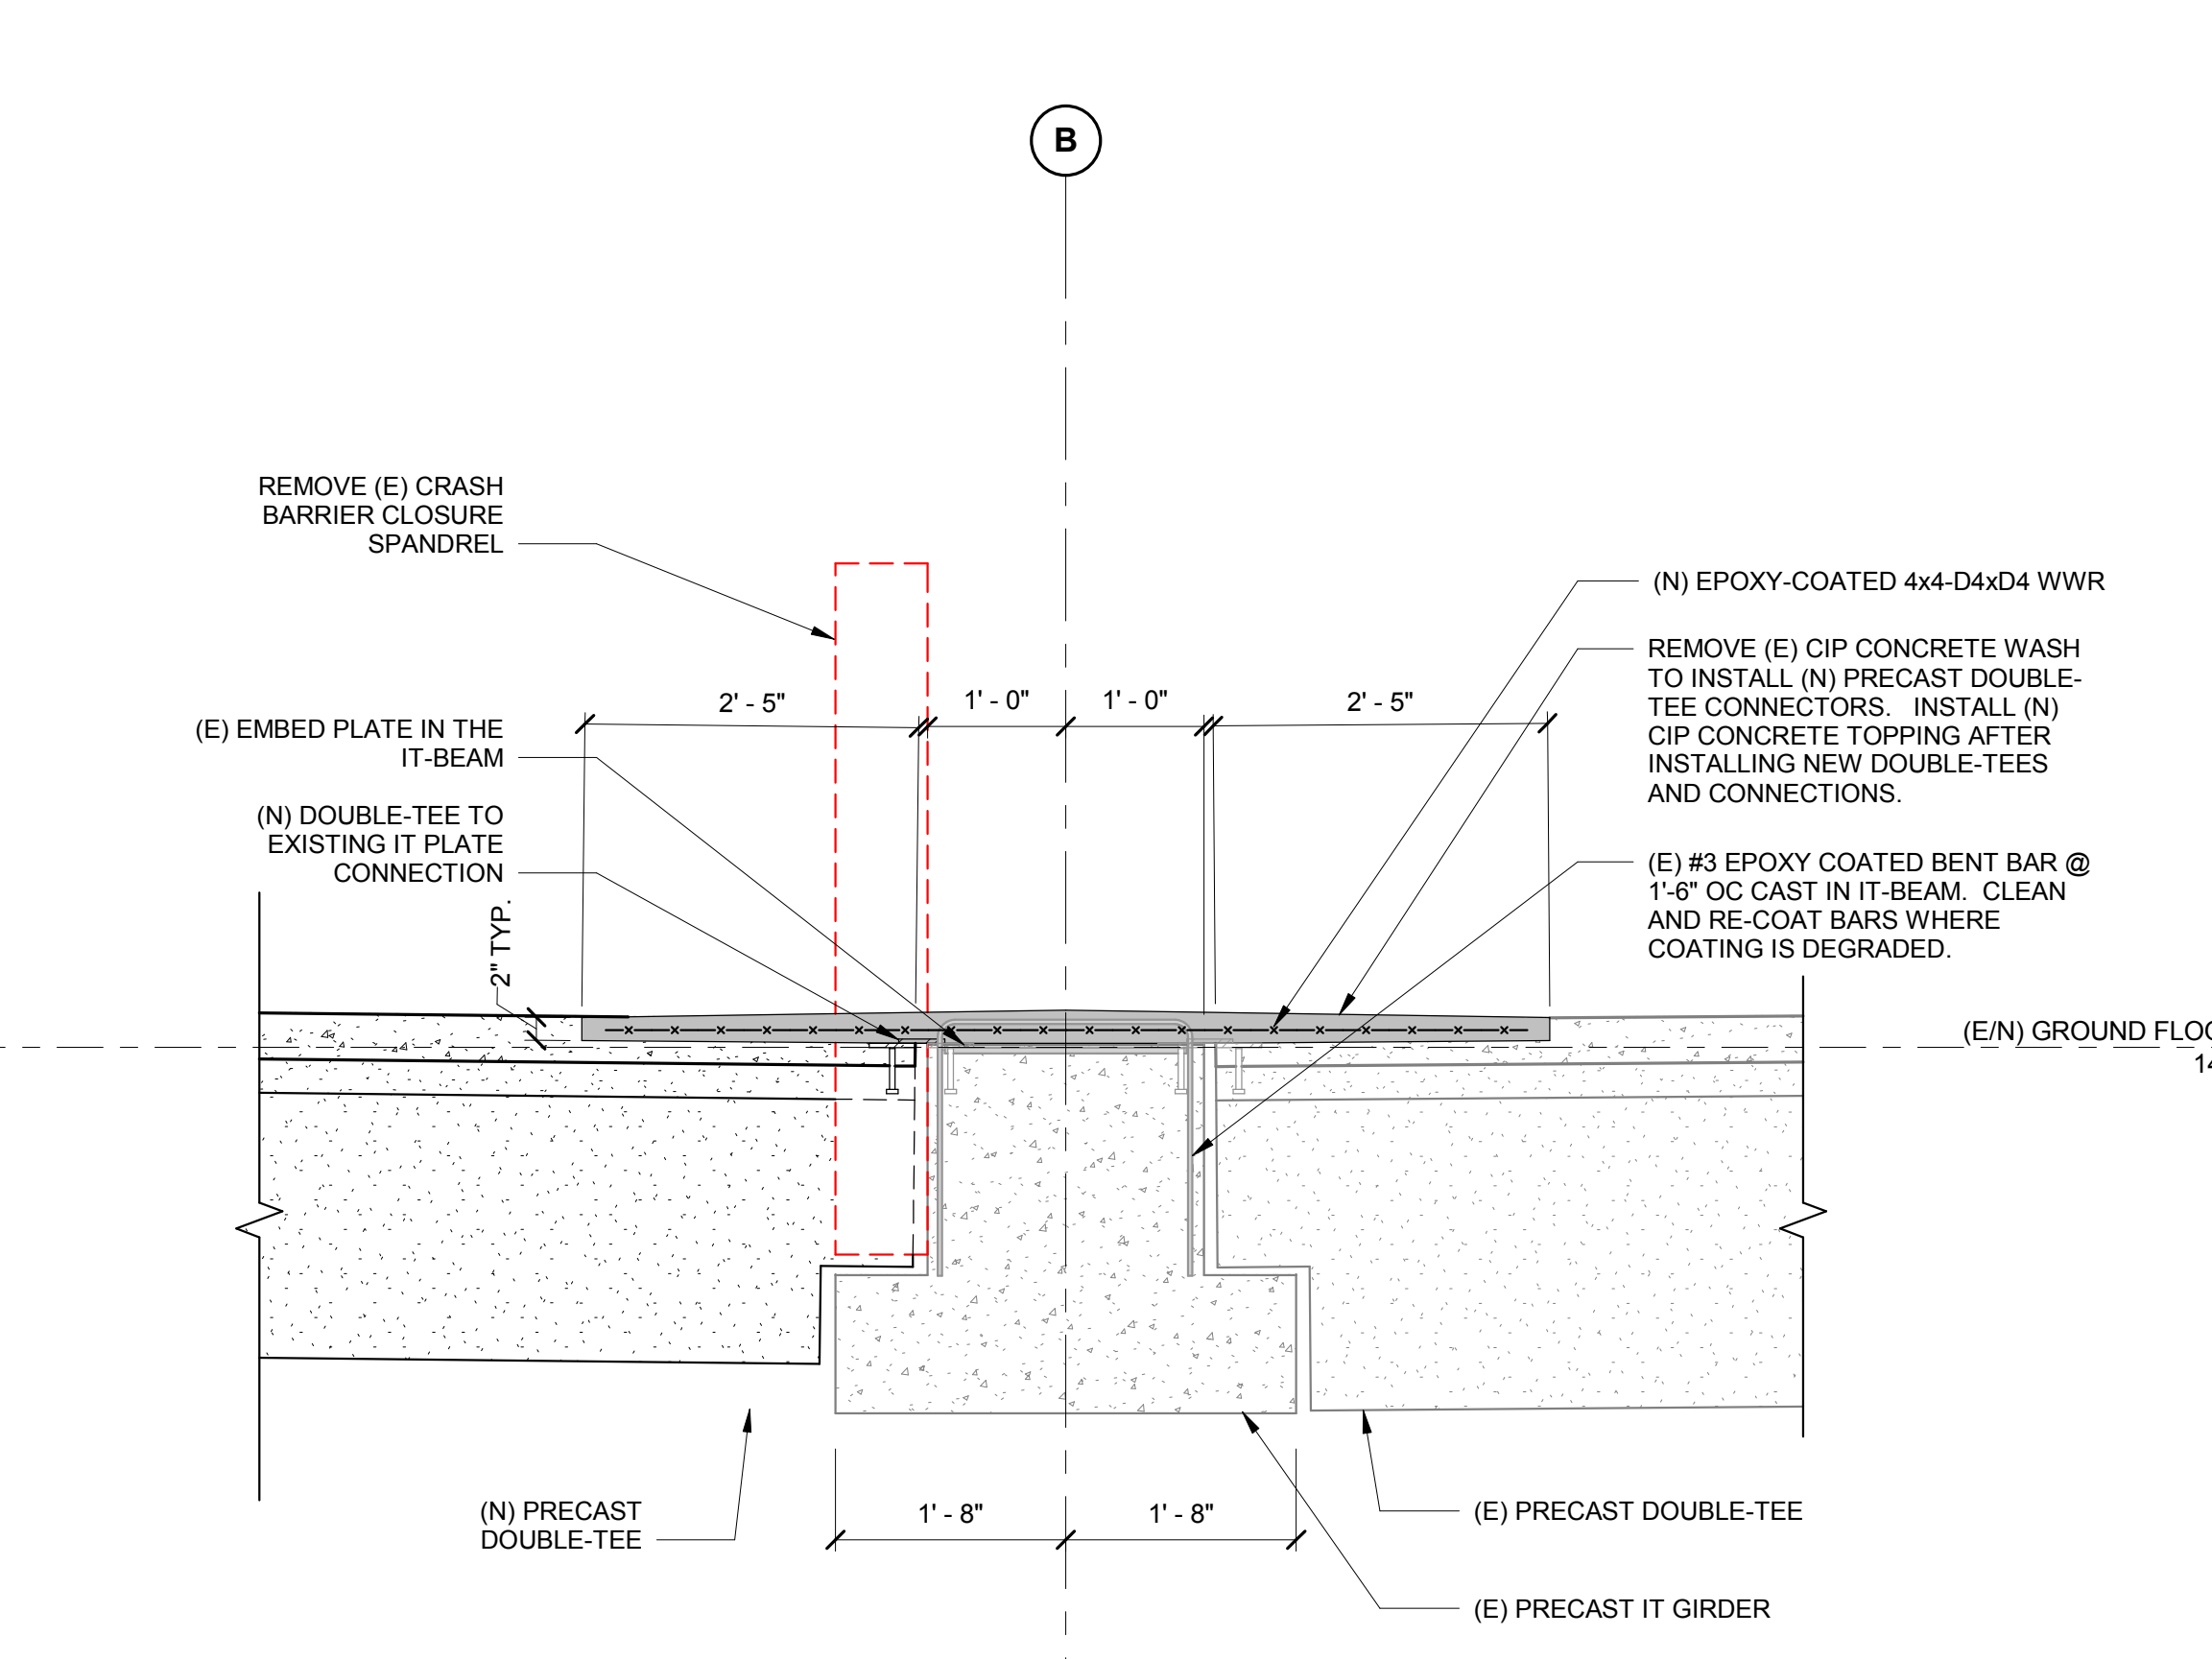 B
REMOVE (E) CRASH
BARRIER CLOSURE
SPANDREL
(N) EPOXY-COATED 4x4-D4xD4 WWR
REMOVE (E) CIP CONCRETE WASH
TO INSTALL (N) PRECAST DOUBLE-
TEE CONNECTORS. INSTALL (N)
CIP CONCRETE TOPPING AFTER
INSTALLING NEW DOUBLE-TEES
AND CONNECTIONS.
2' - 5"
1' - 0"
1' - 0"
2' - 5"
(E) EMBED PLATE IN THE
IT-BEAM
(N) DOUBLE-TEE TO
EXISTING IT PLATE
CONNECTION
(E) #3 EPOXY COATED BENT BAR @
1'-6" OC CAST IN IT-BEAM. CLEAN
AND RE-COAT BARS WHERE
COATING IS DEGRADED.
2" TYP.
(E/N) GROUND
14
(N) PRECAST
DOUBLE-TEE
1' - 8"
1' - 8"
(E) PRECAST DOUBLE-TEE
(E) PRECAST IT GIRDER